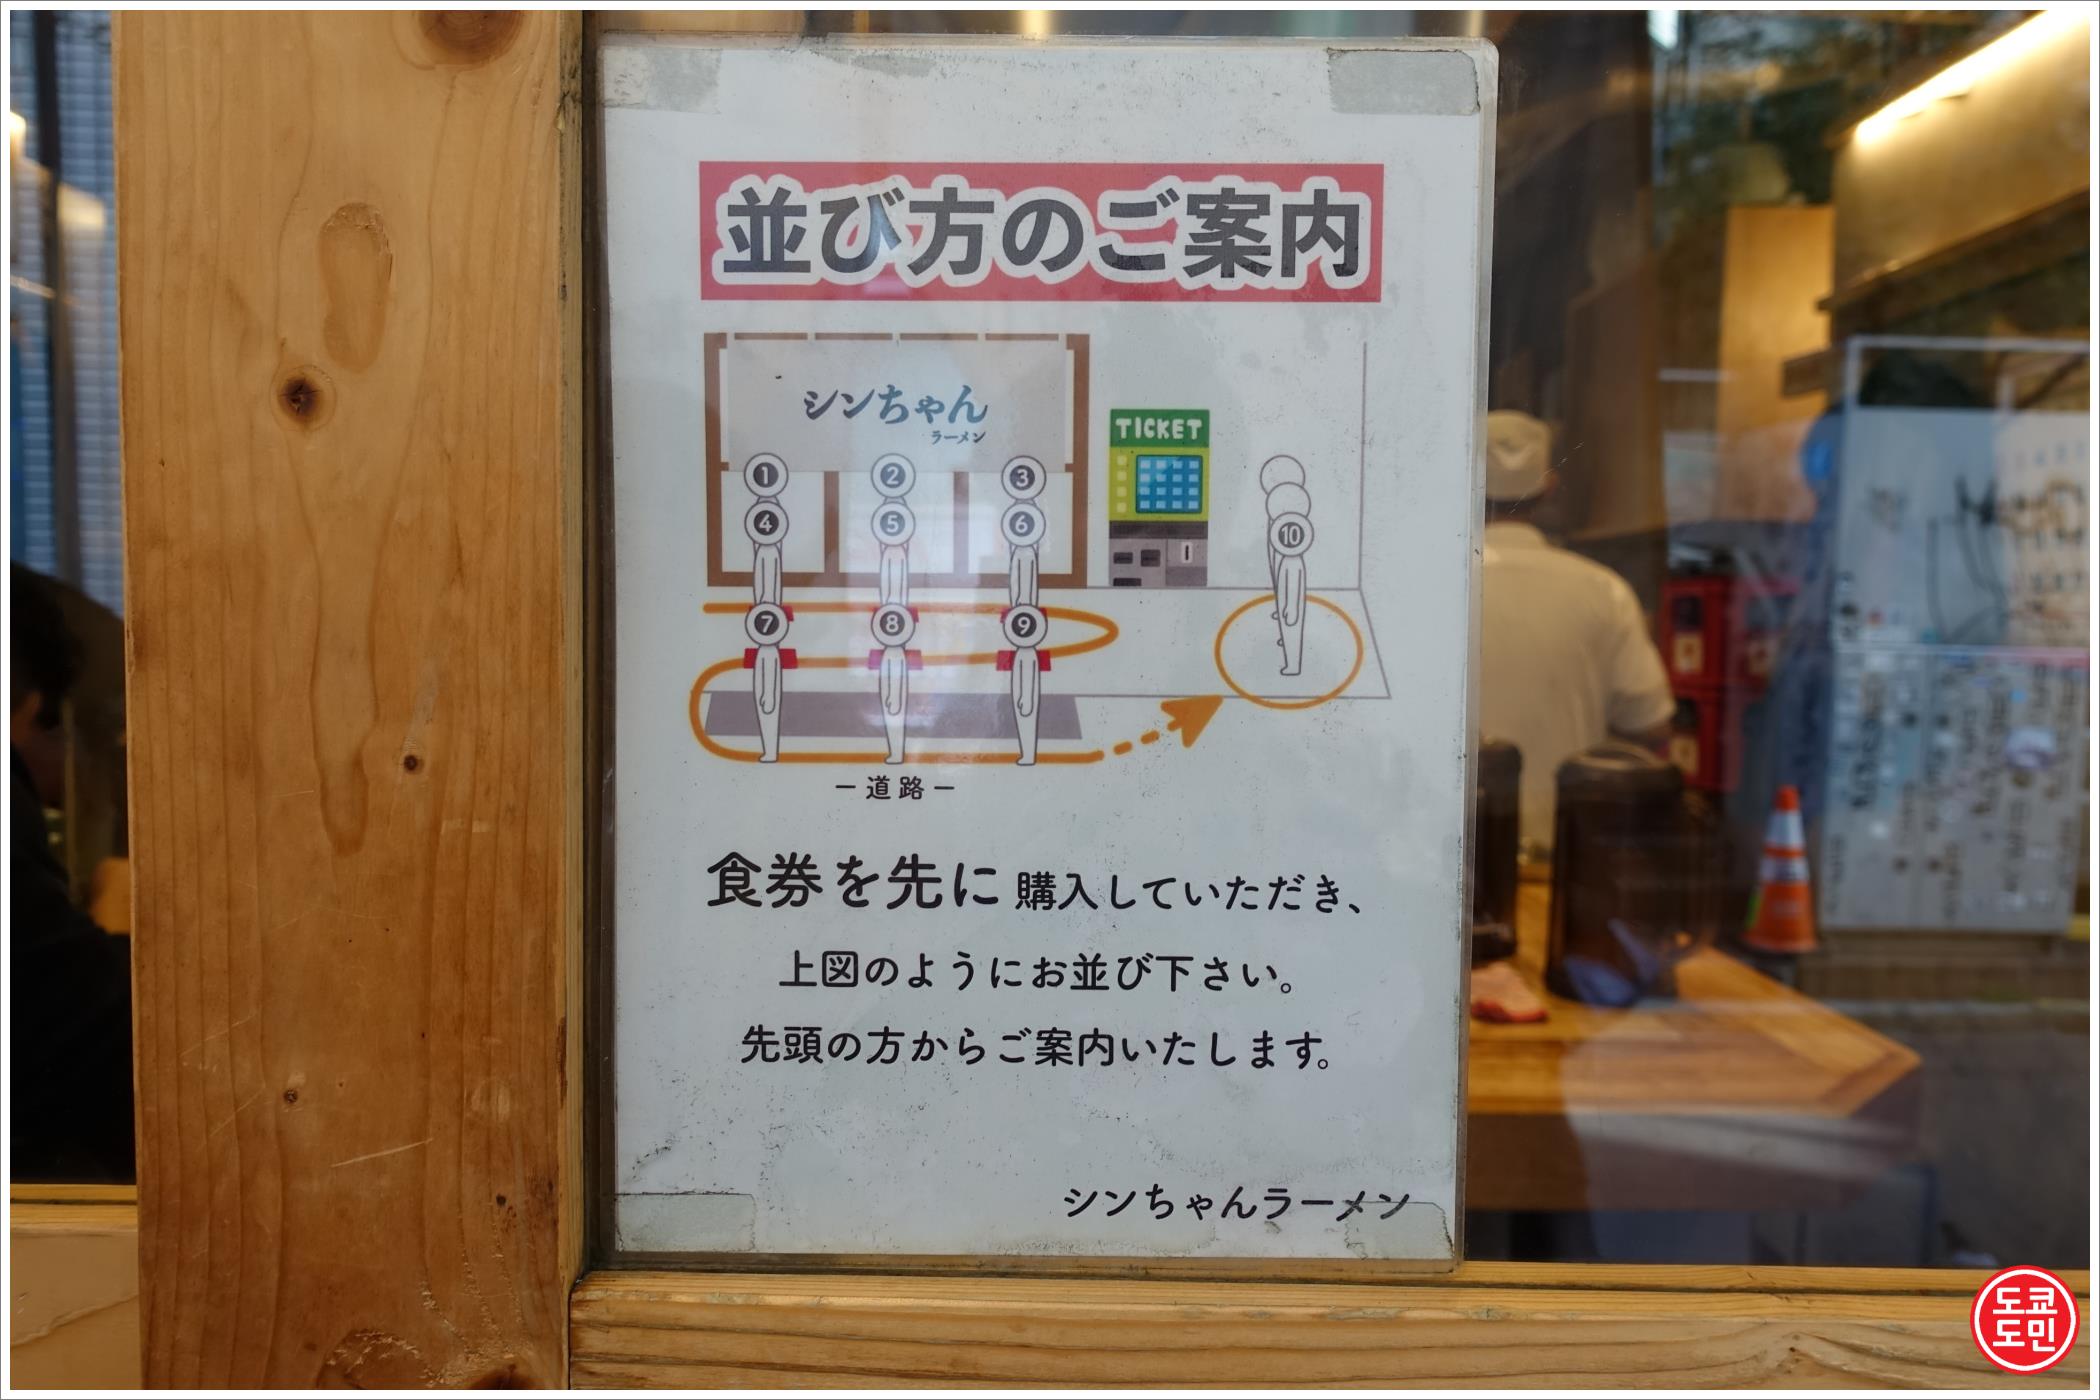 並び方のご案内
シンちゃん
ラーメン
TICKET
1
2
3
4
5
6
10
7
8
9
－道路－
食券を先に 購入していただき、
上図のようにお並び下さい。
先頭の方からご案内いたします。
シンちゃんラーメン
도쿄
도민